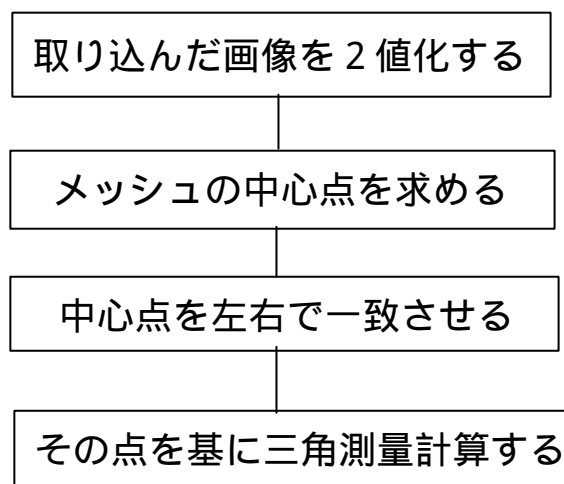 取り込んだ画像を2値化する
メッシュの中心点を求める
中心点を左右で一致させる
その点を基に三角測量計算する